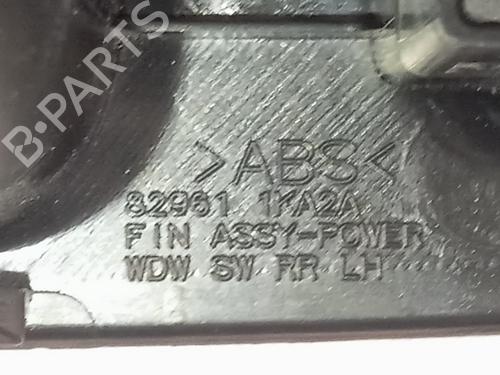 B·PARTS
>ABS<
82961 1KA2A
FIN ASSY-POWER
WDW SW RR LH